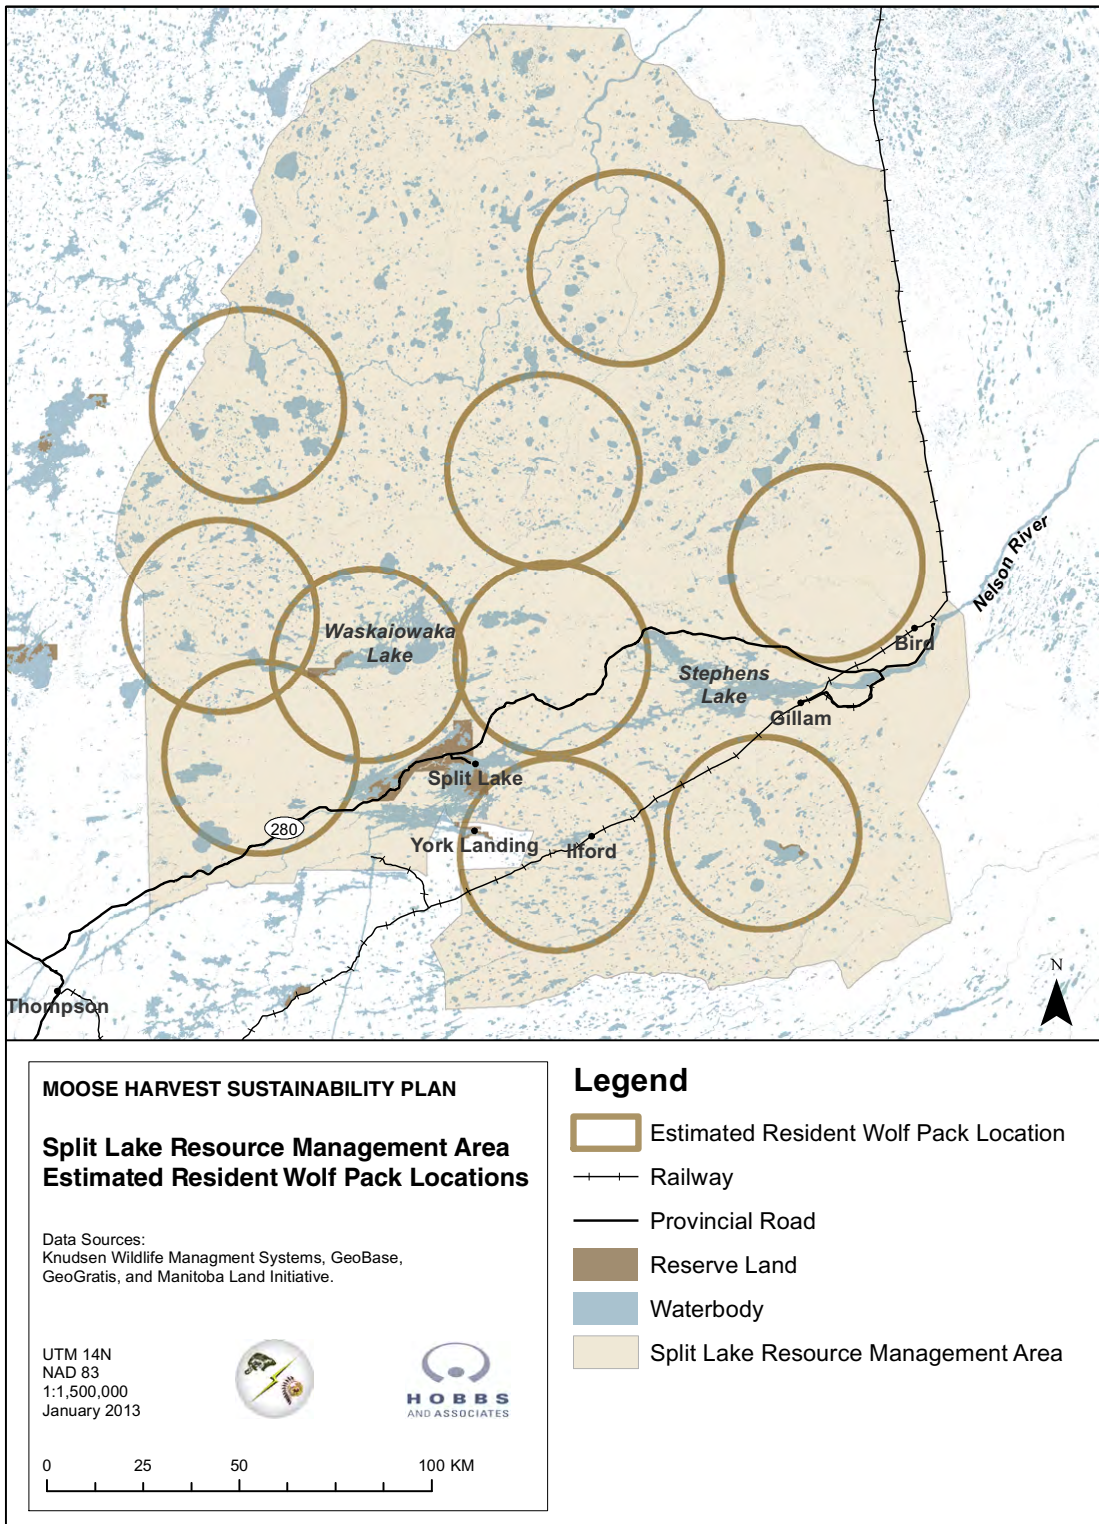 Waskaiowaka
Lake
Nelson River
Bird
Stephens
Lake
Gillam
Split Lake
280
York Landing
Ilford
Thompson
N
MOOSE HARVEST SUSTAINABILITY PLAN
Split Lake Resource Management Area
Estimated Resident Wolf Pack Locations
Data Sources:
Knudsen Wildlife Managment Systems, GeoBase,
GeoGratis, and Manitoba Land Initiative.
UTM 14N
NAD 83
1:1,500,000
January 2013
HOBBS
AND ASSOCIATES
0 25 50 100 KM
Legend
Estimated Resident Wolf Pack Location
Railway
Provincial Road
Reserve Land
Waterbody
Split Lake Resource Management Area